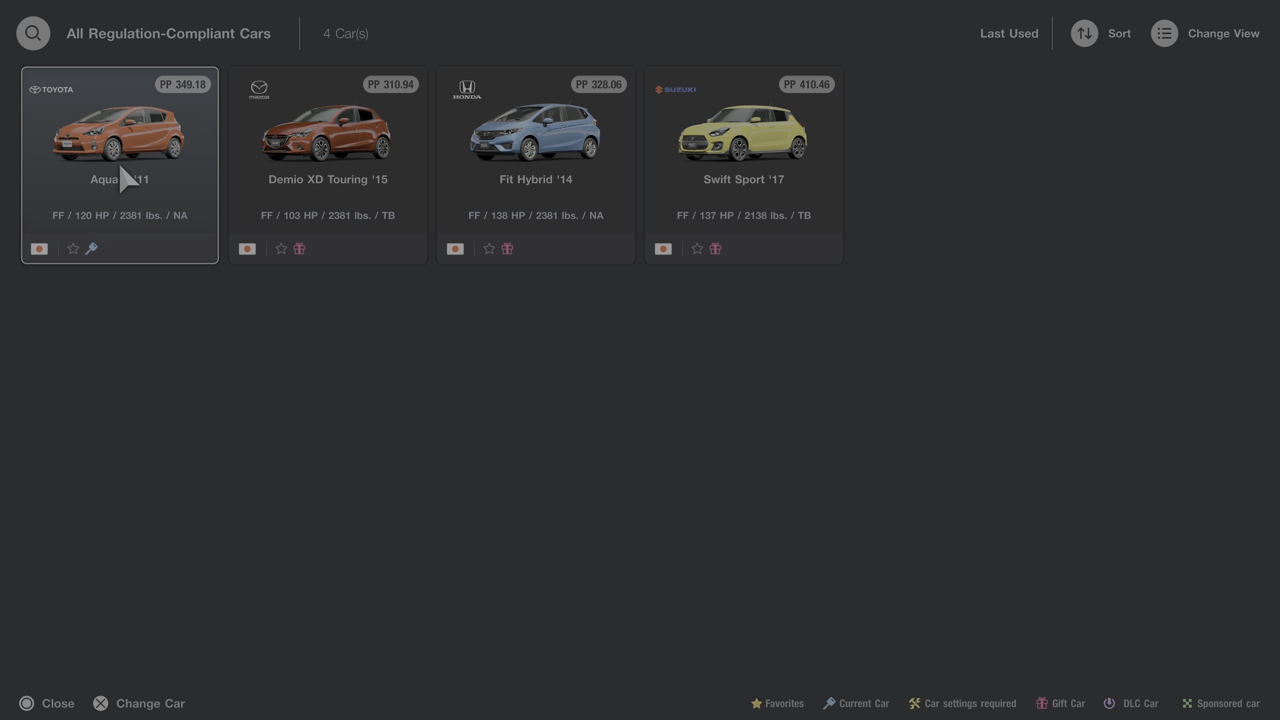 All Regulation-Compliant Cars
4 Car(s)
Last Used
Sort
Change View
TOYOTA
PP 349.18
Aqua
'11
FF / 120 HP / 2381 lbs. / NA
mazda
PP 310.94
Demio XD Touring '15
FF / 103 HP / 2381 lbs. / TB
HONDA
PP 328.06
Fit Hybrid '14
FF / 138 HP / 2381 lbs. / NA
SUZUKI
PP 410.46
Swift Sport '17
FF / 137 HP / 2138 lbs. / TB
Close
Change Car
Favorites
Current Car
Car settings required
Gift Car
DLC Car
Sponsored car